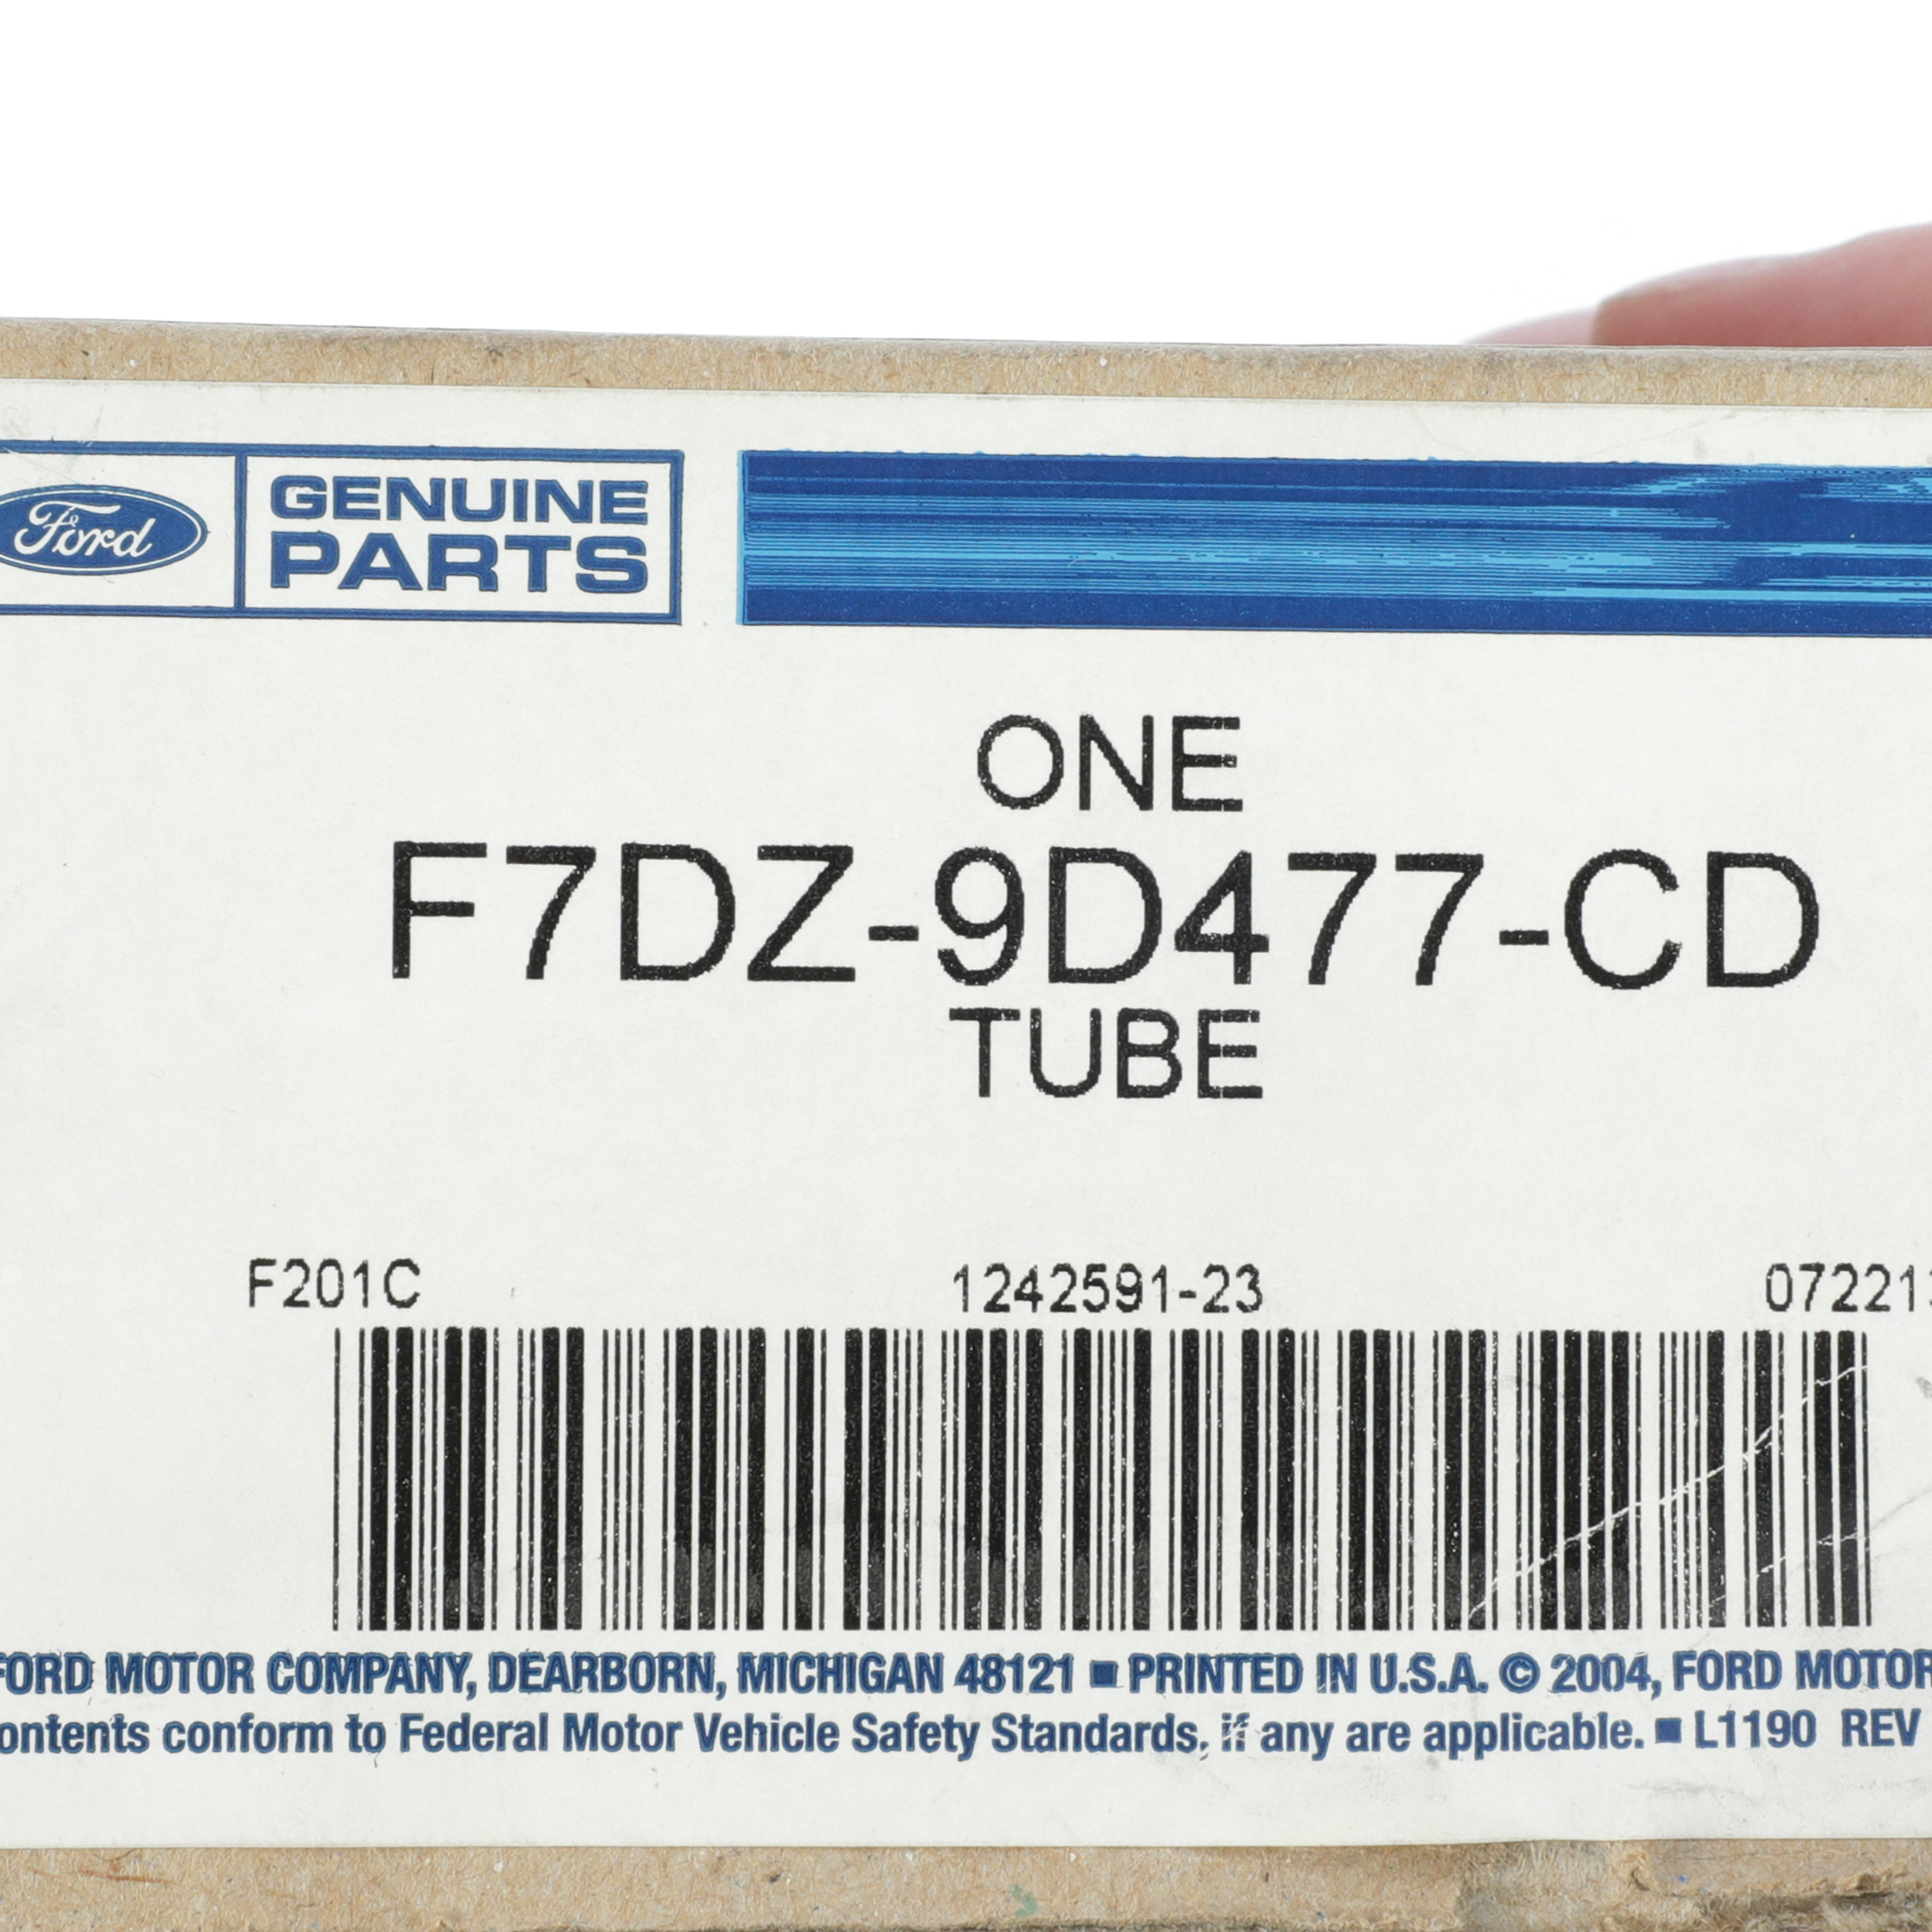 Ford GENUINE
PARTS
ONE
F7DZ-9D477-CD
TUBE
F201C 1242591-23
FORD MOTOR COMPANY, DEARBORN, MICHIGAN 48121 ■ PRINTED IN U.S.A. © 2004, FORD MOTOR
conform to Federal Motor Vehicle Safety Standards, if any are applicable. ■ L1190 REV